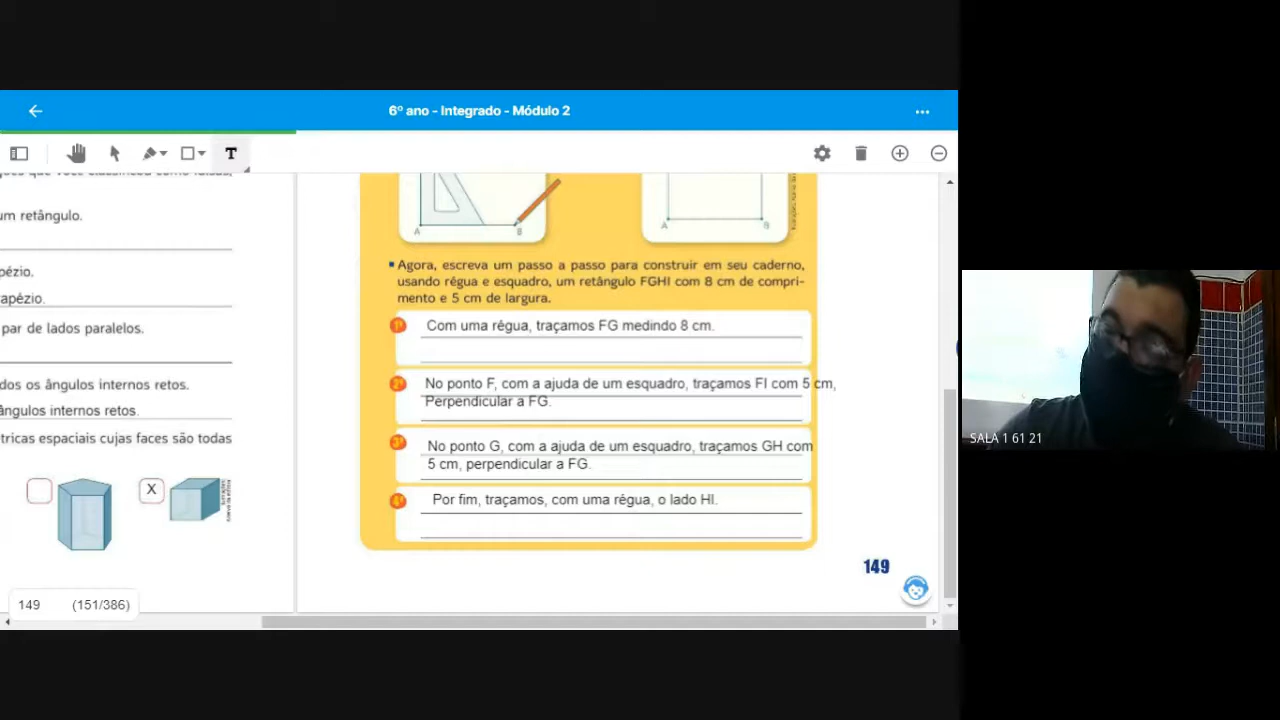 6º ano - Integrado - Módulo 2
um retângulo.
pézio.
rapézio.
par de lados paralelos.
dos os ângulos internos retos.
ângulos internos retos.
tricas espaciais cujas faces são todas
X
A
B
A
B
Agora, escreva um passo a passo para construir em seu caderno,
usando régua e esquadro, um retângulo FGHI com 8 cm de compri-
mento e 5 cm de largura.
1º Com uma régua, traçamos FG medindo 8 cm.
2º No ponto F, com a ajuda de um esquadro, traçamos FI com 5 cm,
Perpendicular a FG.
3º No ponto G, com a ajuda de um esquadro, traçamos GH com
5 cm, perpendicular a FG.
4º Por fim, traçamos, com uma régua, o lado HI.
149
149 (151/386)
SALA 1 61 21